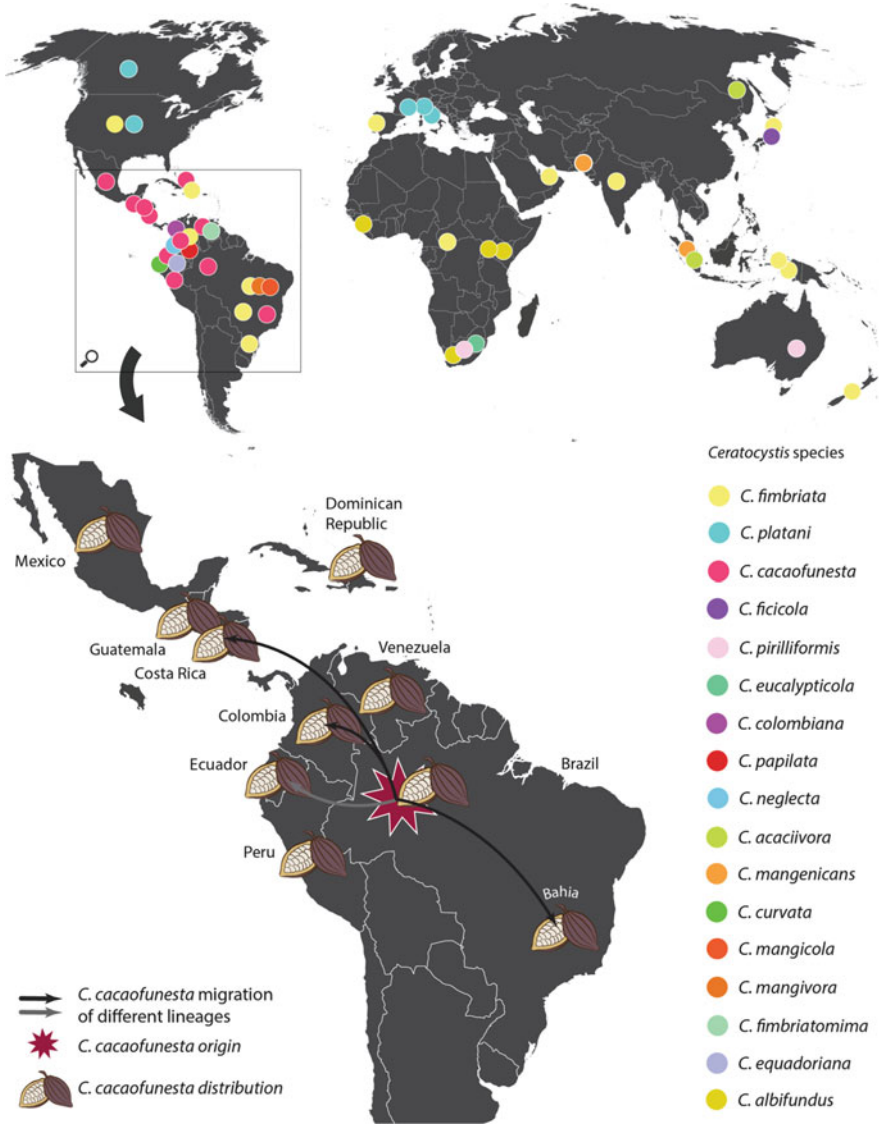 Ceratocystis species
C. fimbriata
C. platani
C. cacaofunesta
C. ficicola
C. pirilliformis
C. eucalypticola
C. colombiana
C. papilata
C. neglecta
C. acaciivora
C. mangenicans
C. curvata
C. mangicola
C. mangivora
C. fimbriatomima
C. equadoriana
C. albifundus
Dominican
Republic
Mexico
Guatemala
Costa Rica
Venezuela
Colombia
Ecuador
Brazil
Peru
Bahia
C. cacaofunesta migration
of different lineages
C. cacaofunesta origin
C. cacaofunesta distribution